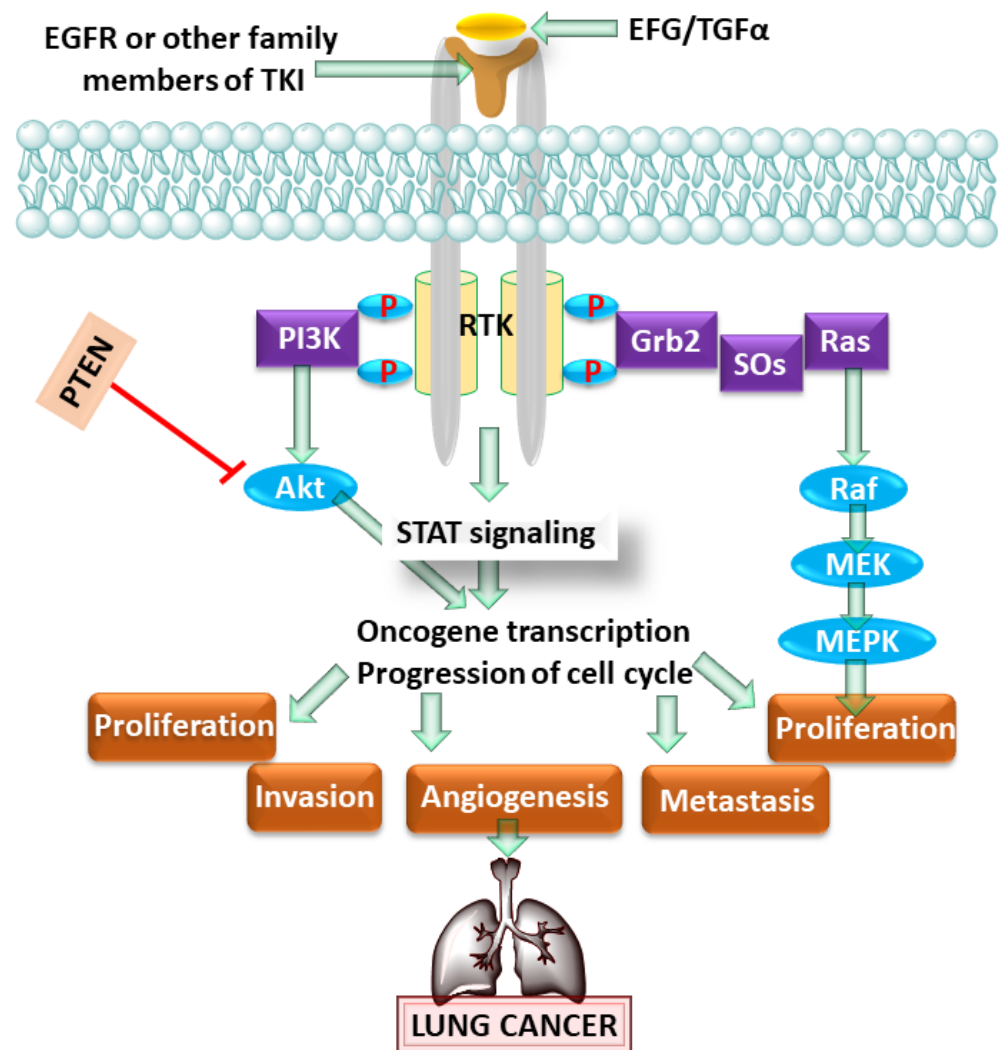 EGFR or other family
members of TKI
EFG/TGFα
PI3K
P
P
RTK
P
P
Grb2
SOs
Ras
PTEN
Akt
Raf
STAT signaling
MEK
MEPK
Oncogene transcription
Progression of cell cycle
Proliferation
Proliferation
Invasion
Angiogenesis
Metastasis
LUNG CANCER